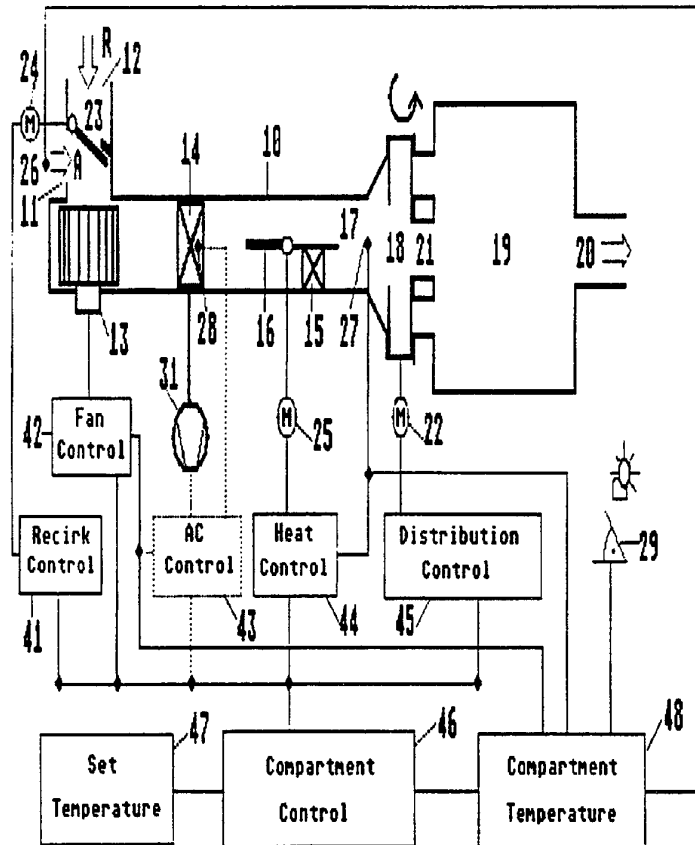 R
12
24
M
23
14
10
26
A
11
17
18
21
19
20
16
15
27
28
13
31
42
Fan
Control
M
25
M
22
29
Recirk
Control
AC
Control
Heat
Control
Distribution
Control
41
43
44
45
47
46
48
Set
Temperature
Compartment
Control
Compartment
Temperature